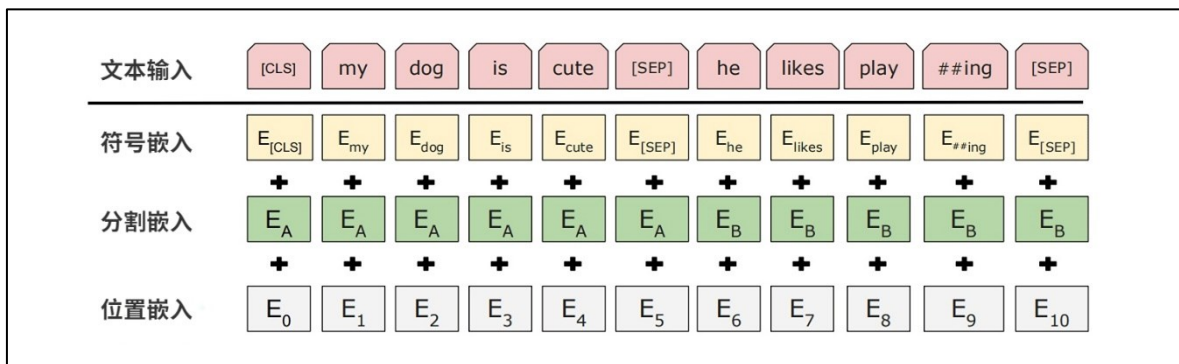 文本输入 [CLS] my dog is cute [SEP] he likes play ##ing [SEP]
符号嵌入 E[CLS] Emy Edog Eis Ecute E[SEP] Ehe Elikes Eplay E##ing E[SEP]
+ + + + + + + + + + +
分割嵌入 EA EA EA EA EA EA EB EB EB EB EB
+ + + + + + + + + + +
位置嵌入 E0 E1 E2 E3 E4 E5 E6 E7 E8 E9 E10